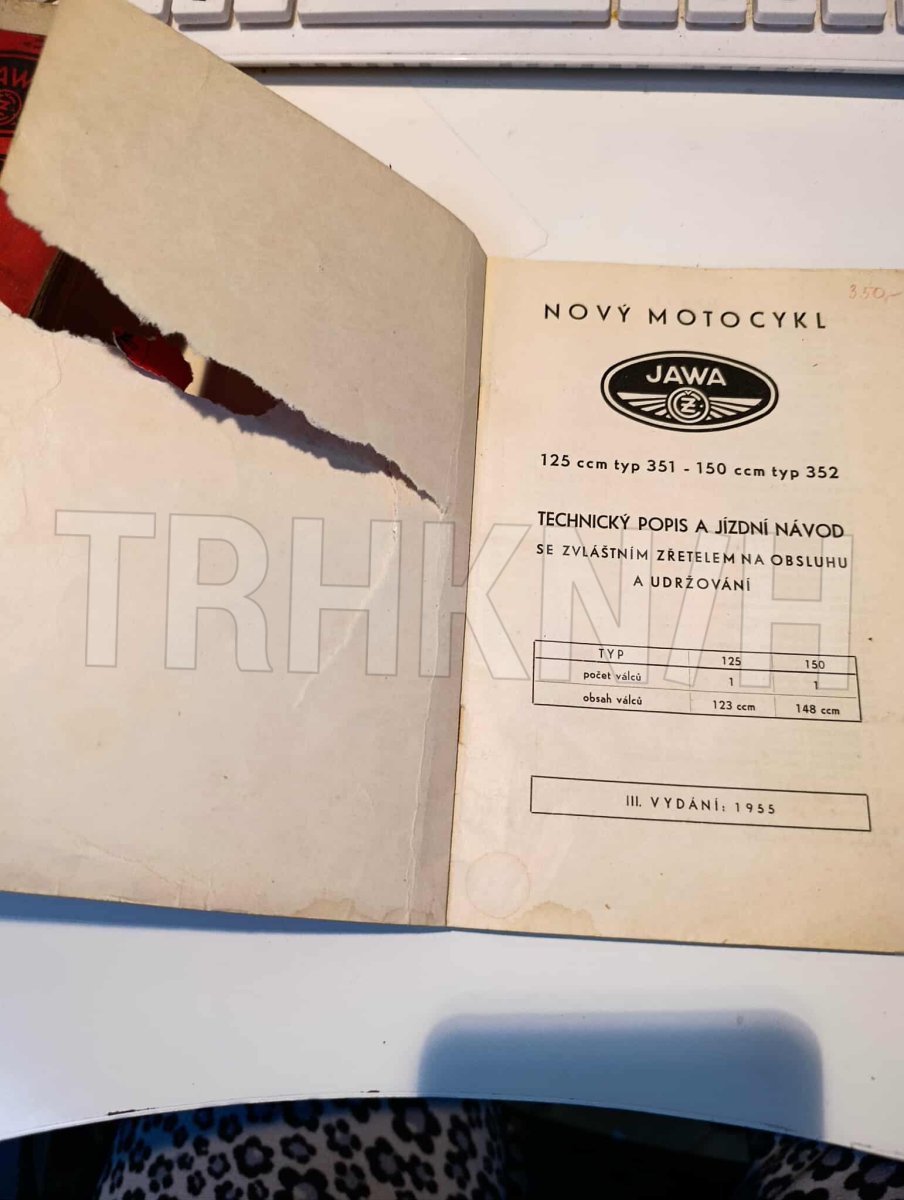 350,-
NOVÝ MOTOCYKL
JAWA
ČZ
125 ccm typ 351 - 150 ccm typ 352
TECHNICKÝ POPIS A JÍZDNÍ NÁVOD
SE ZVLÁŠTNÍM ZŘETELEM NA OBSLUHU
A UDRŽOVÁNÍ
TRHKNIH
TYP 125 150
počet válců 1 1
obsah válců 123 ccm 148 ccm
III. VYDÁNÍ: 1955